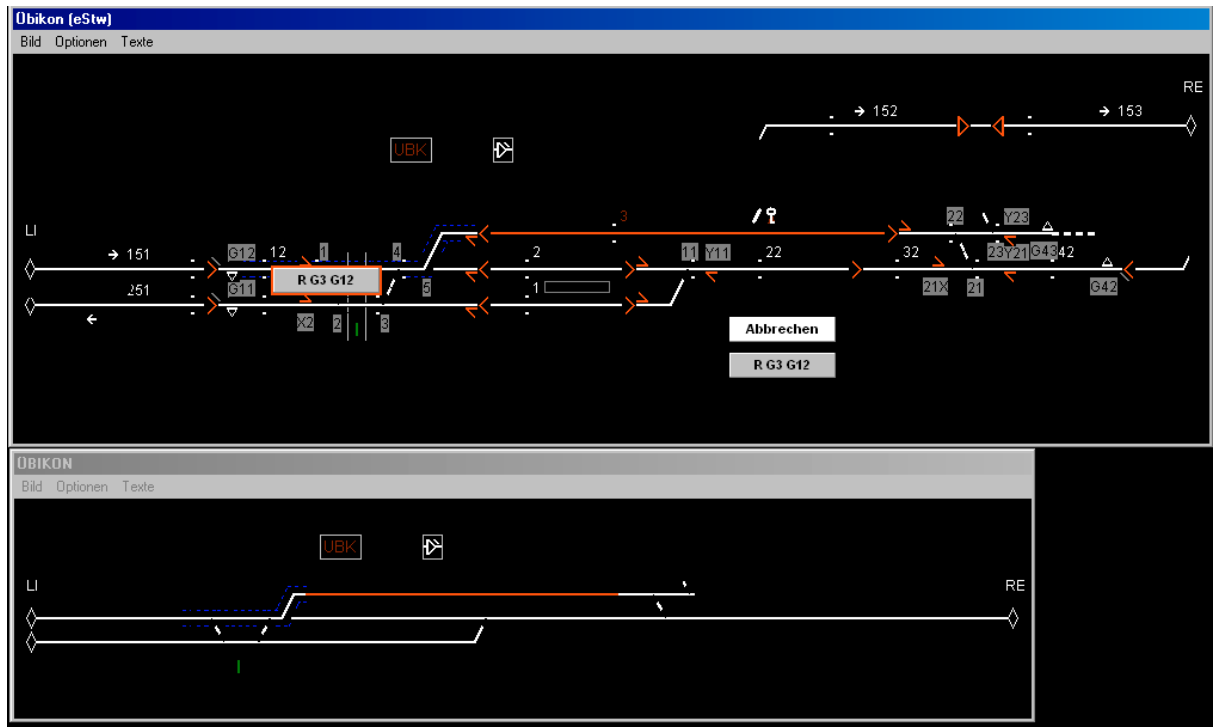 Übikon (eStw)
Bild Optionen Texte
RE
152 153
UBK
3 22 Y23
LI
151 G12 12 1 4 2 11 Y11 22 32 23 Y21 G43 42
R G3 G12
251 G11 5 1 21X 21 G42
X2 2 3
Abbrechen
R G3 G12
ÜBIKON
Bild Optionen Texte
UBK
LI RE